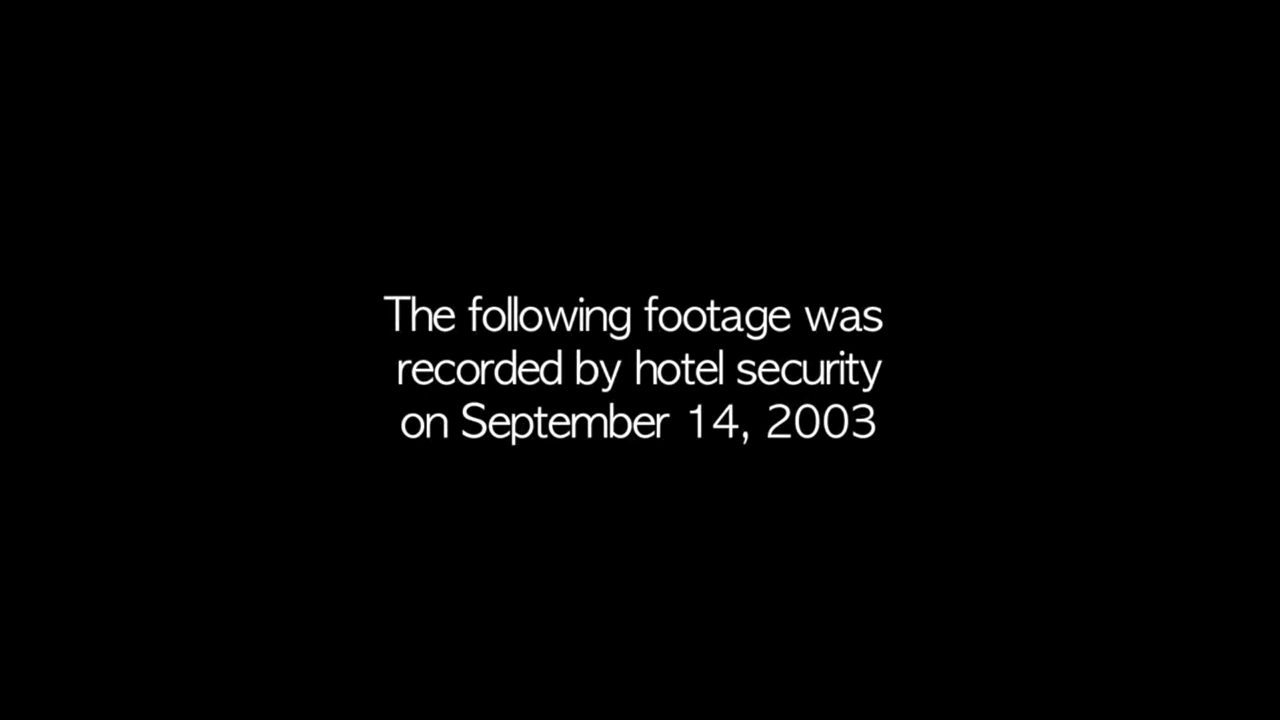 The following footage was
recorded by hotel security
on September 14, 2003